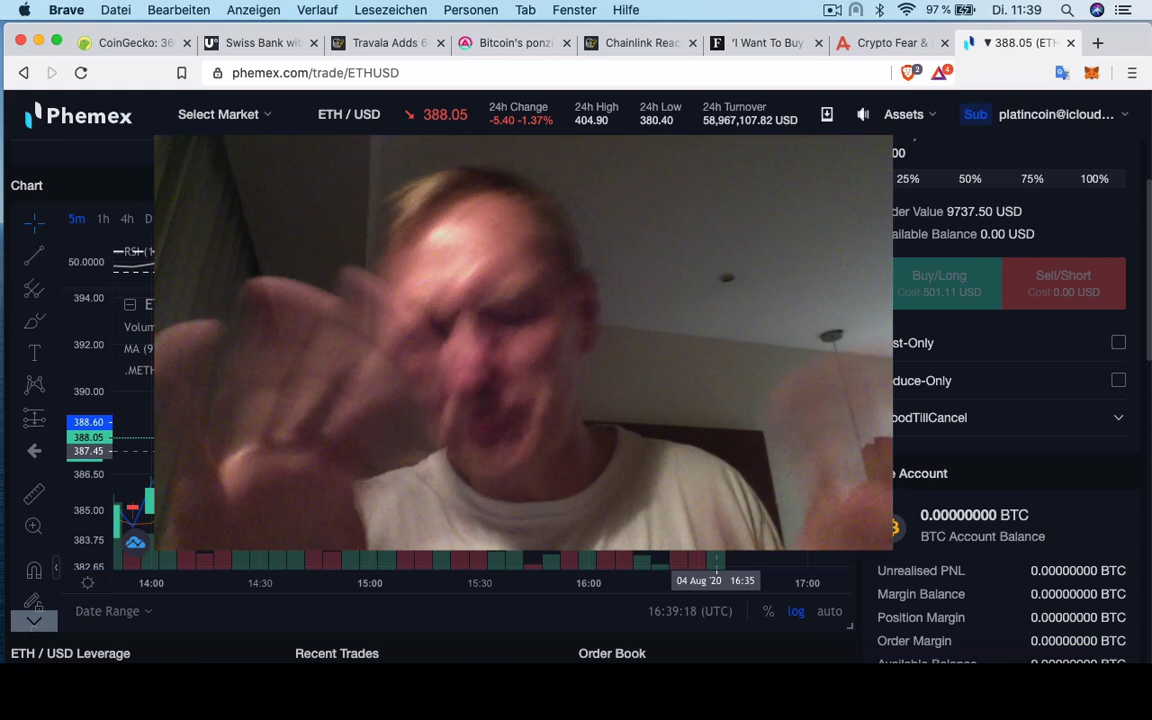 Brave Datei Bearbeiten Anzeigen Verlauf Lesezeichen Personen Tab Fenster Hilfe 97 % Di. 11:39
CoinGecko: 36 Swiss Bank wit Travala Adds 6 Bitcoin's ponzi Chainlink Reac 'I Want To Buy Crypto Fear & ▼ 388.05 (ETH
phemex.com/trade/ETHUSD 2 4
Phemex Select Market ETH / USD 388.05 24h Change 24h High 24h Low 24h Turnover Assets Sub platincoin@icloud...
-5.40 -1.37% 404.90 380.40 58,967,107.82 USD
00
Chart 25% 50% 75% 100%
5m 1h 4h D der Value 9737.50 USD
ailable Balance 0.00 USD
RSI (1
50.0000
Buy/Long Sell/Short
Cost 501.11 USD Cost 0.00 USD
394.00
E
Volum
392.00
MA (9
st-Only
.METH
390.00
duce-Only
388.60
388.05
387.45
oodTillCancel
386.50
385.00
383.75
382.65
e Account
0.00000000 BTC
BTC Account Balance
14:00 14:30 15:00 15:30 16:00 04 Aug '20 16:35 17:00
Unrealised PNL 0.00000000 BTC
Margin Balance 0.00000000 BTC
Date Range 16:39:18 (UTC) % log auto
Position Margin 0.00000000 BTC
Order Margin 0.00000000 BTC
ETH / USD Leverage Recent Trades Order Book